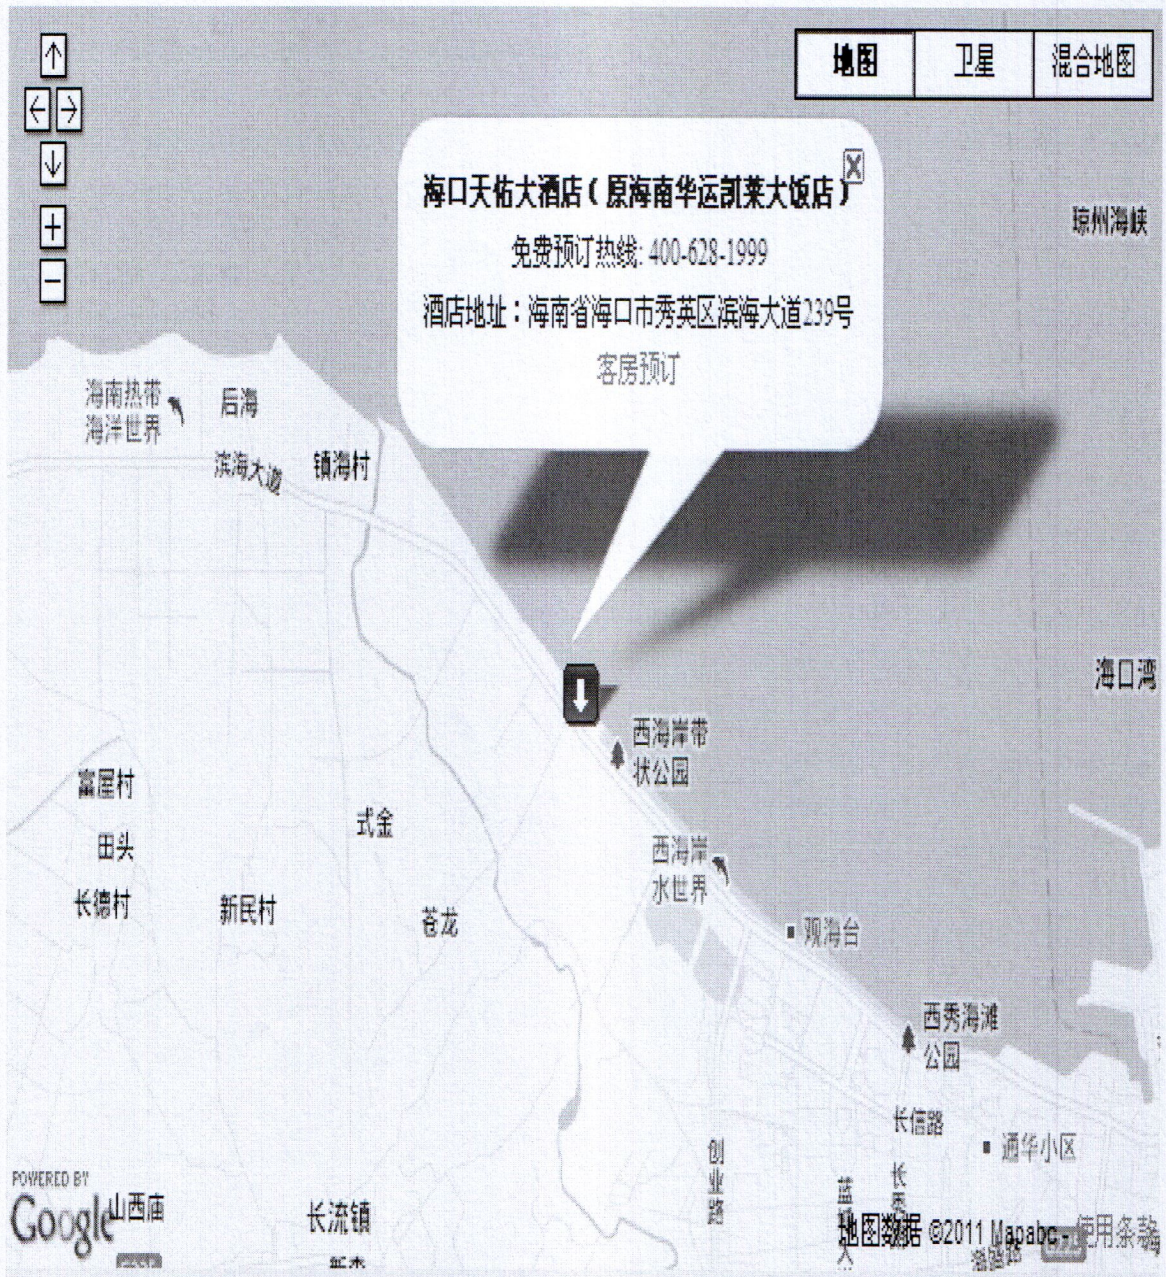 地图 卫星 混合地图
海口天佑大酒店（原海南华运凯莱大饭店）
免费预订热线: 400-628-1999
酒店地址：海南省海口市秀英区滨海大道239号
客房预订
琼州海峡
海南热带
海洋世界
后海
滨海大道
镇海村
海口湾
西海岸带
状公园
富屋村
式金
田头
西海岸
水世界
长德村
新民村
苍龙
观海台
西秀海滩
公园
长信路
通华小区
创业路
POWERED BY
Google
山西庙
长流镇
地图数据 ©2011 Mapabc - 使用条款